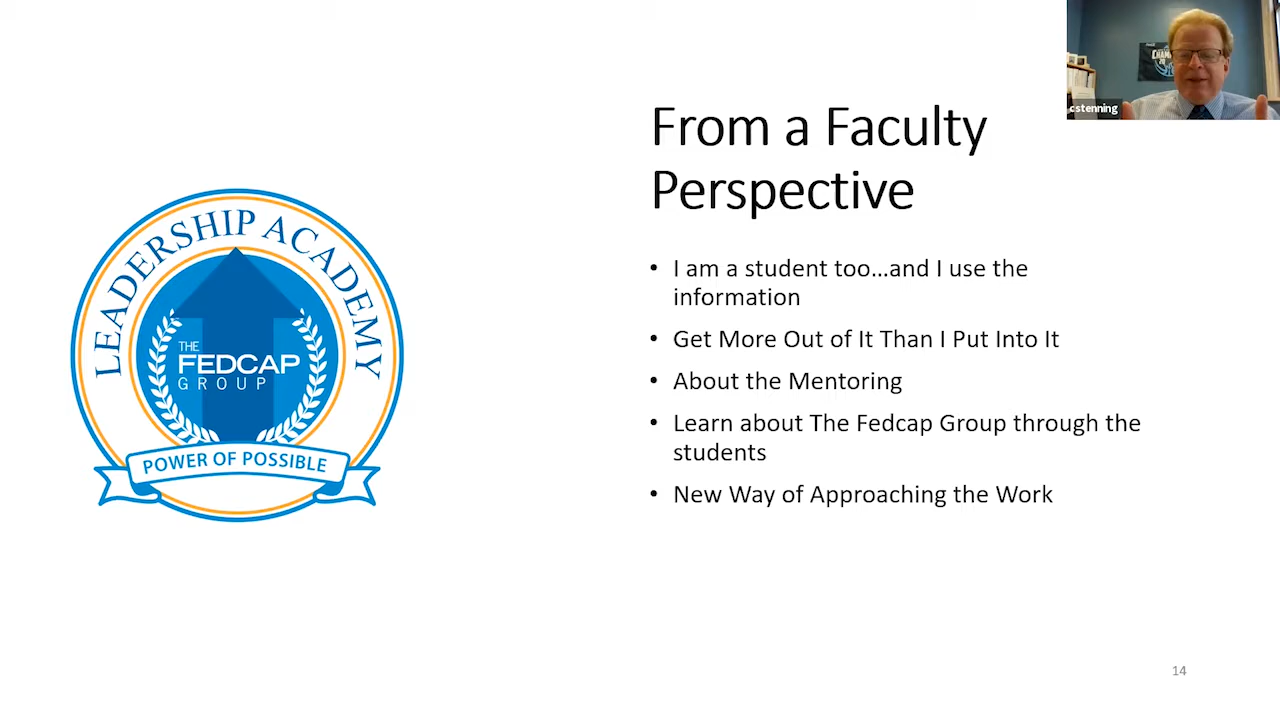 From a Faculty
Perspective
• I am a student too...and I use the
information
• Get More Out of It Than I Put Into It
• About the Mentoring
• Learn about The Fedcap Group through the
students
• New Way of Approaching the Work
LEADERSHIP ACADEMY
THE
FEDCAP
GROUP
POWER OF POSSIBLE
cstenning
14